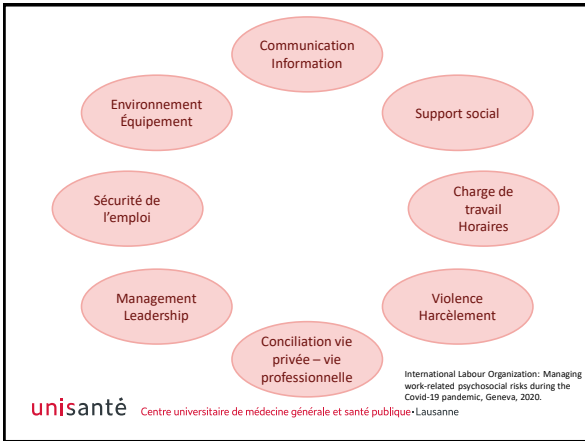 Communication
Information
Environnement
Équipement
Support social
Sécurité de
l'emploi
Charge de
travail
Horaires
Management
Leadership
Violence
Harcèlement
Conciliation vie
privée – vie
professionnelle
International Labour Organization: Managing
work-related psychosocial risks during the
Covid-19 pandemic, Geneva, 2020.
unisanté Centre universitaire de médecine générale et santé publique • Lausanne